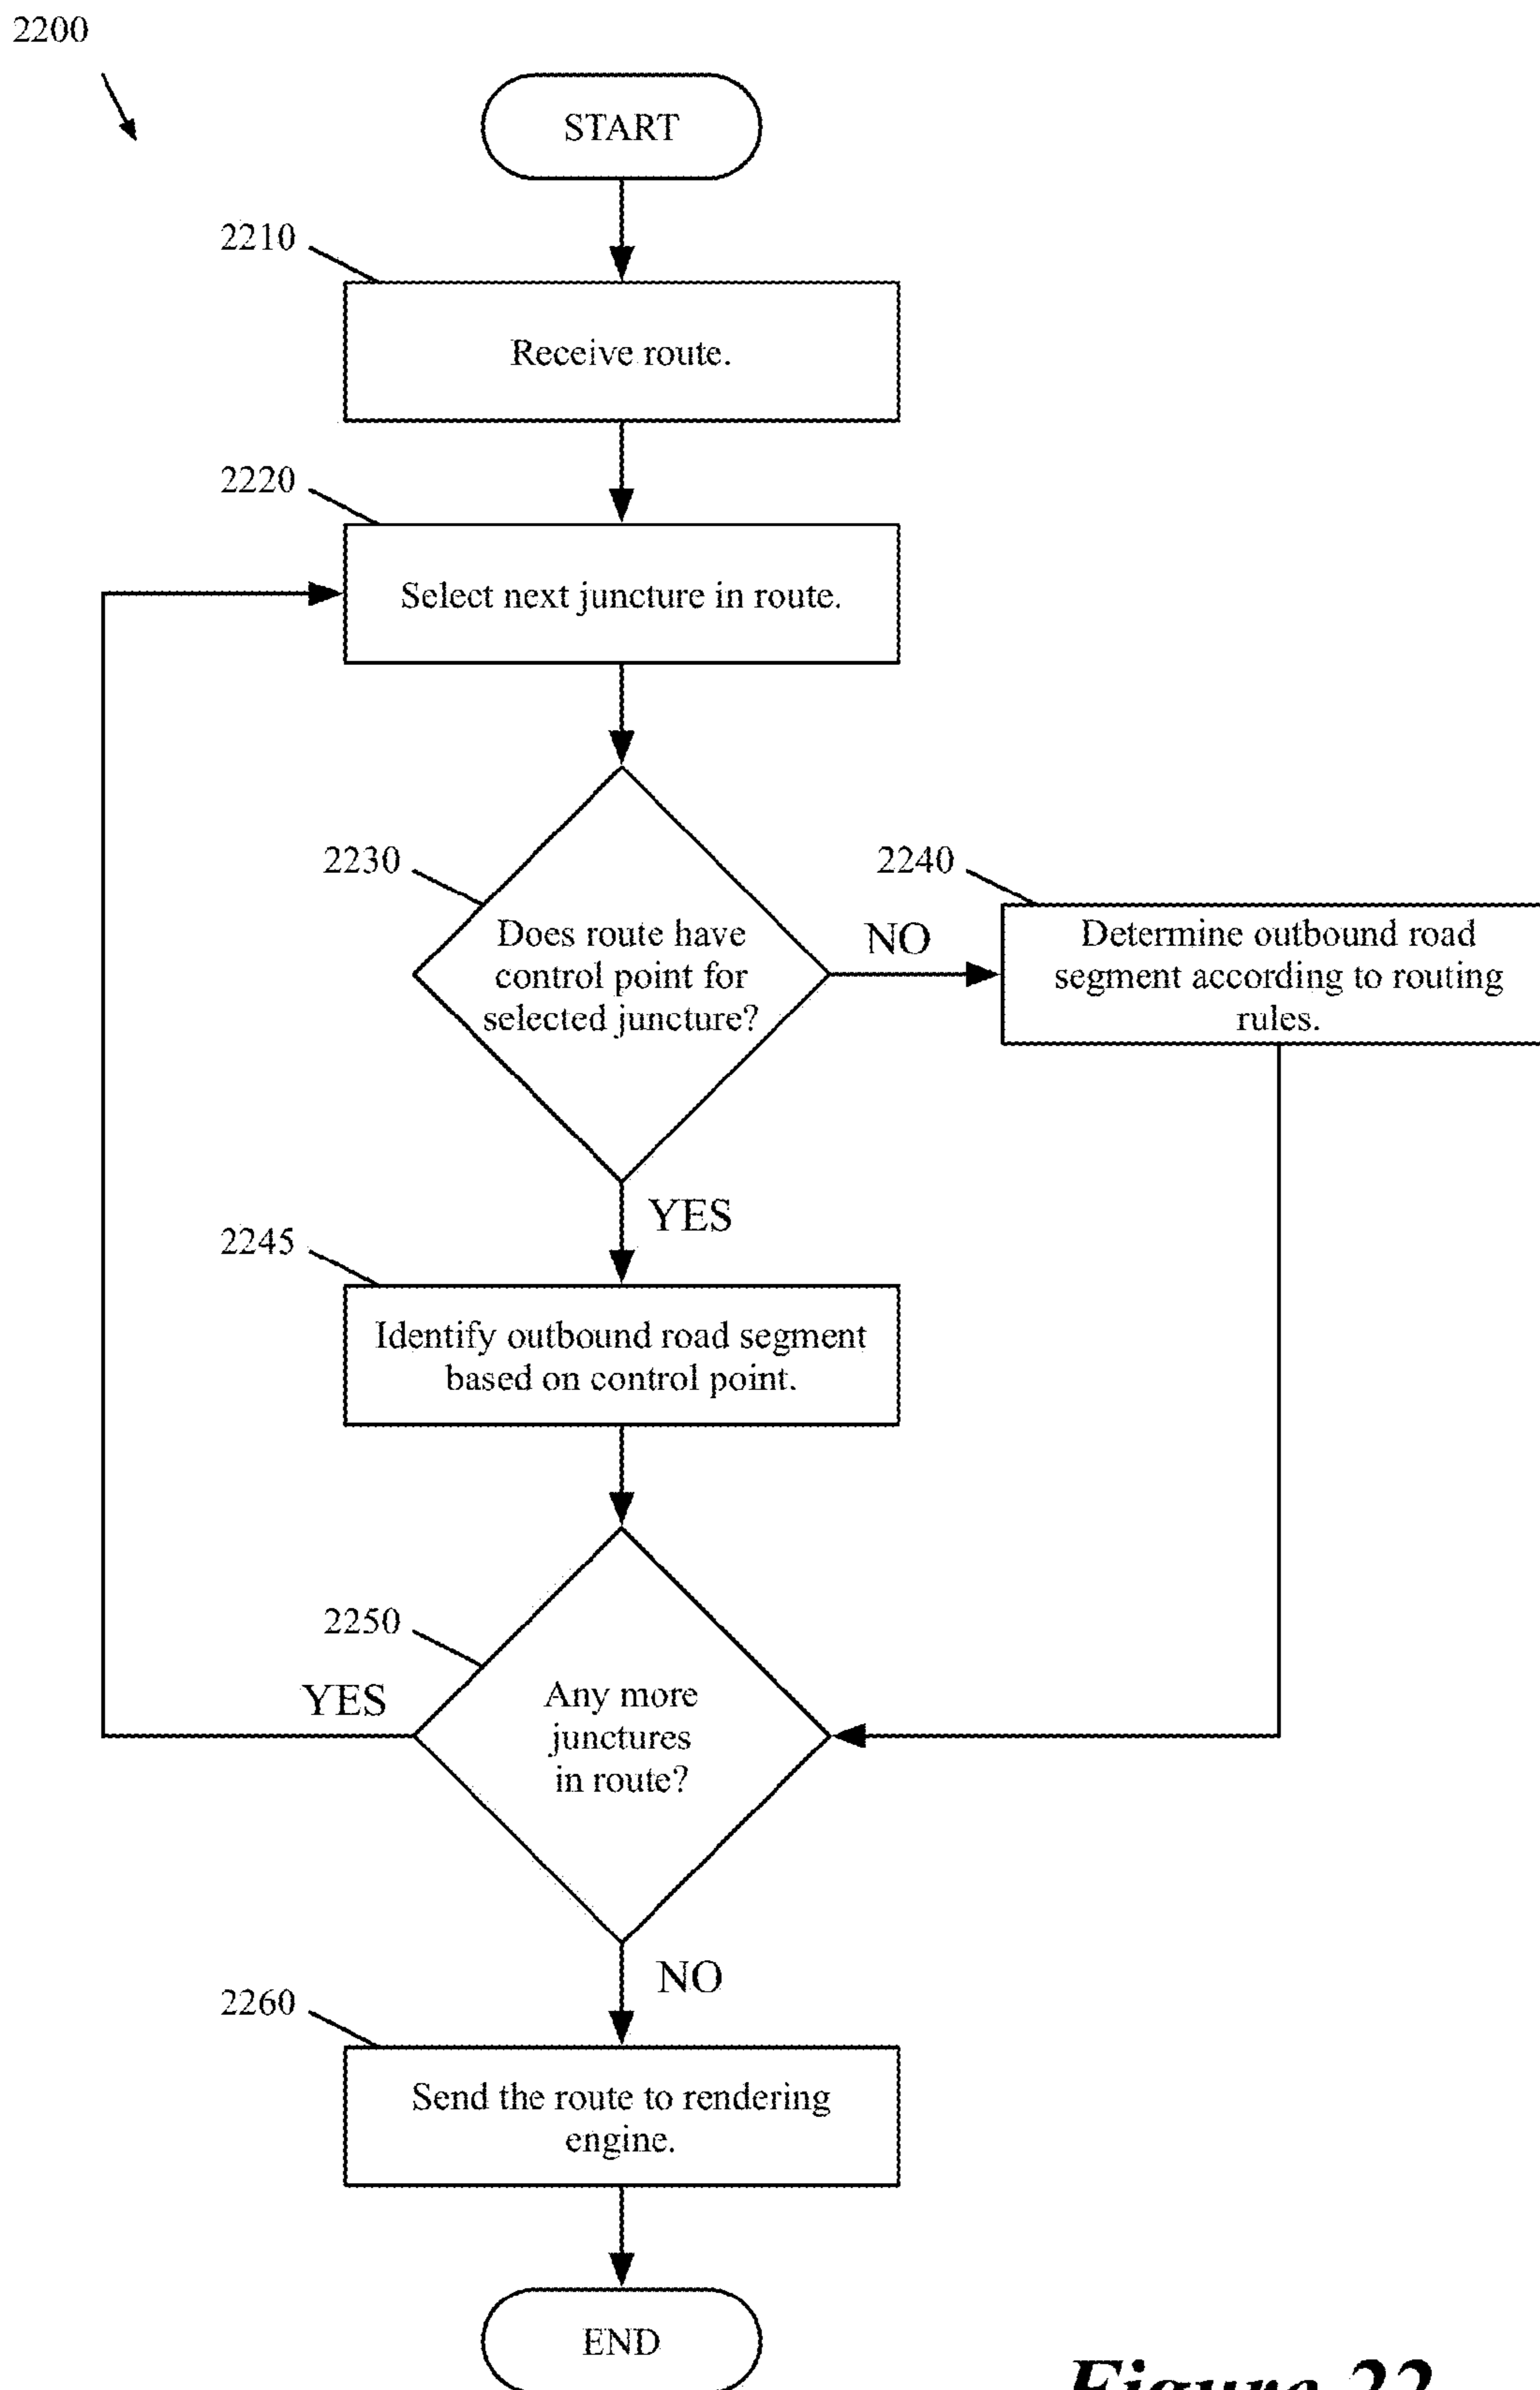 2200
START
2210
Receive route.
2220
Select next juncture in route.
2230
Does route have
control point for
selected juncture?
NO
2240
Determine outbound road
segment according to routing
rules.
YES
2245
Identify outbound road segment
based on control point.
2250
Any more
junctures
in route?
YES
NO
2260
Send the route to rendering
engine.
END
Figure 22